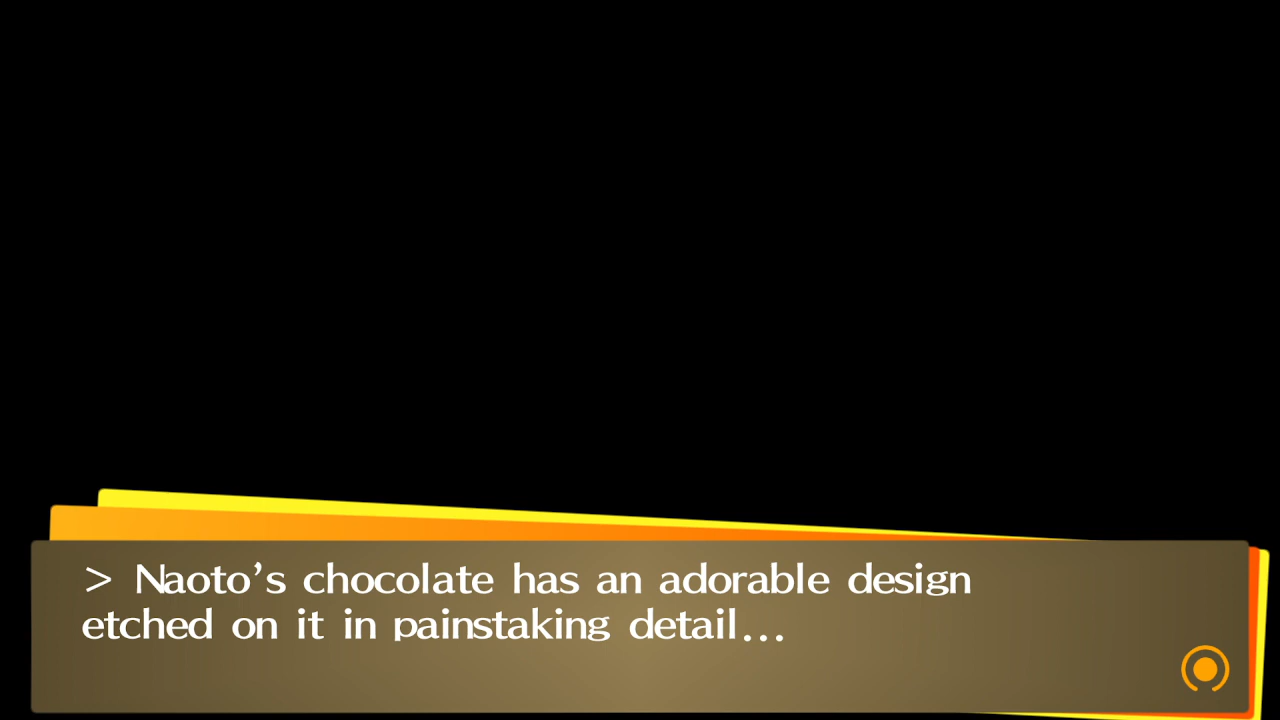 > Naoto’s chocolate has an adorable design
etched on it in painstaking detail...